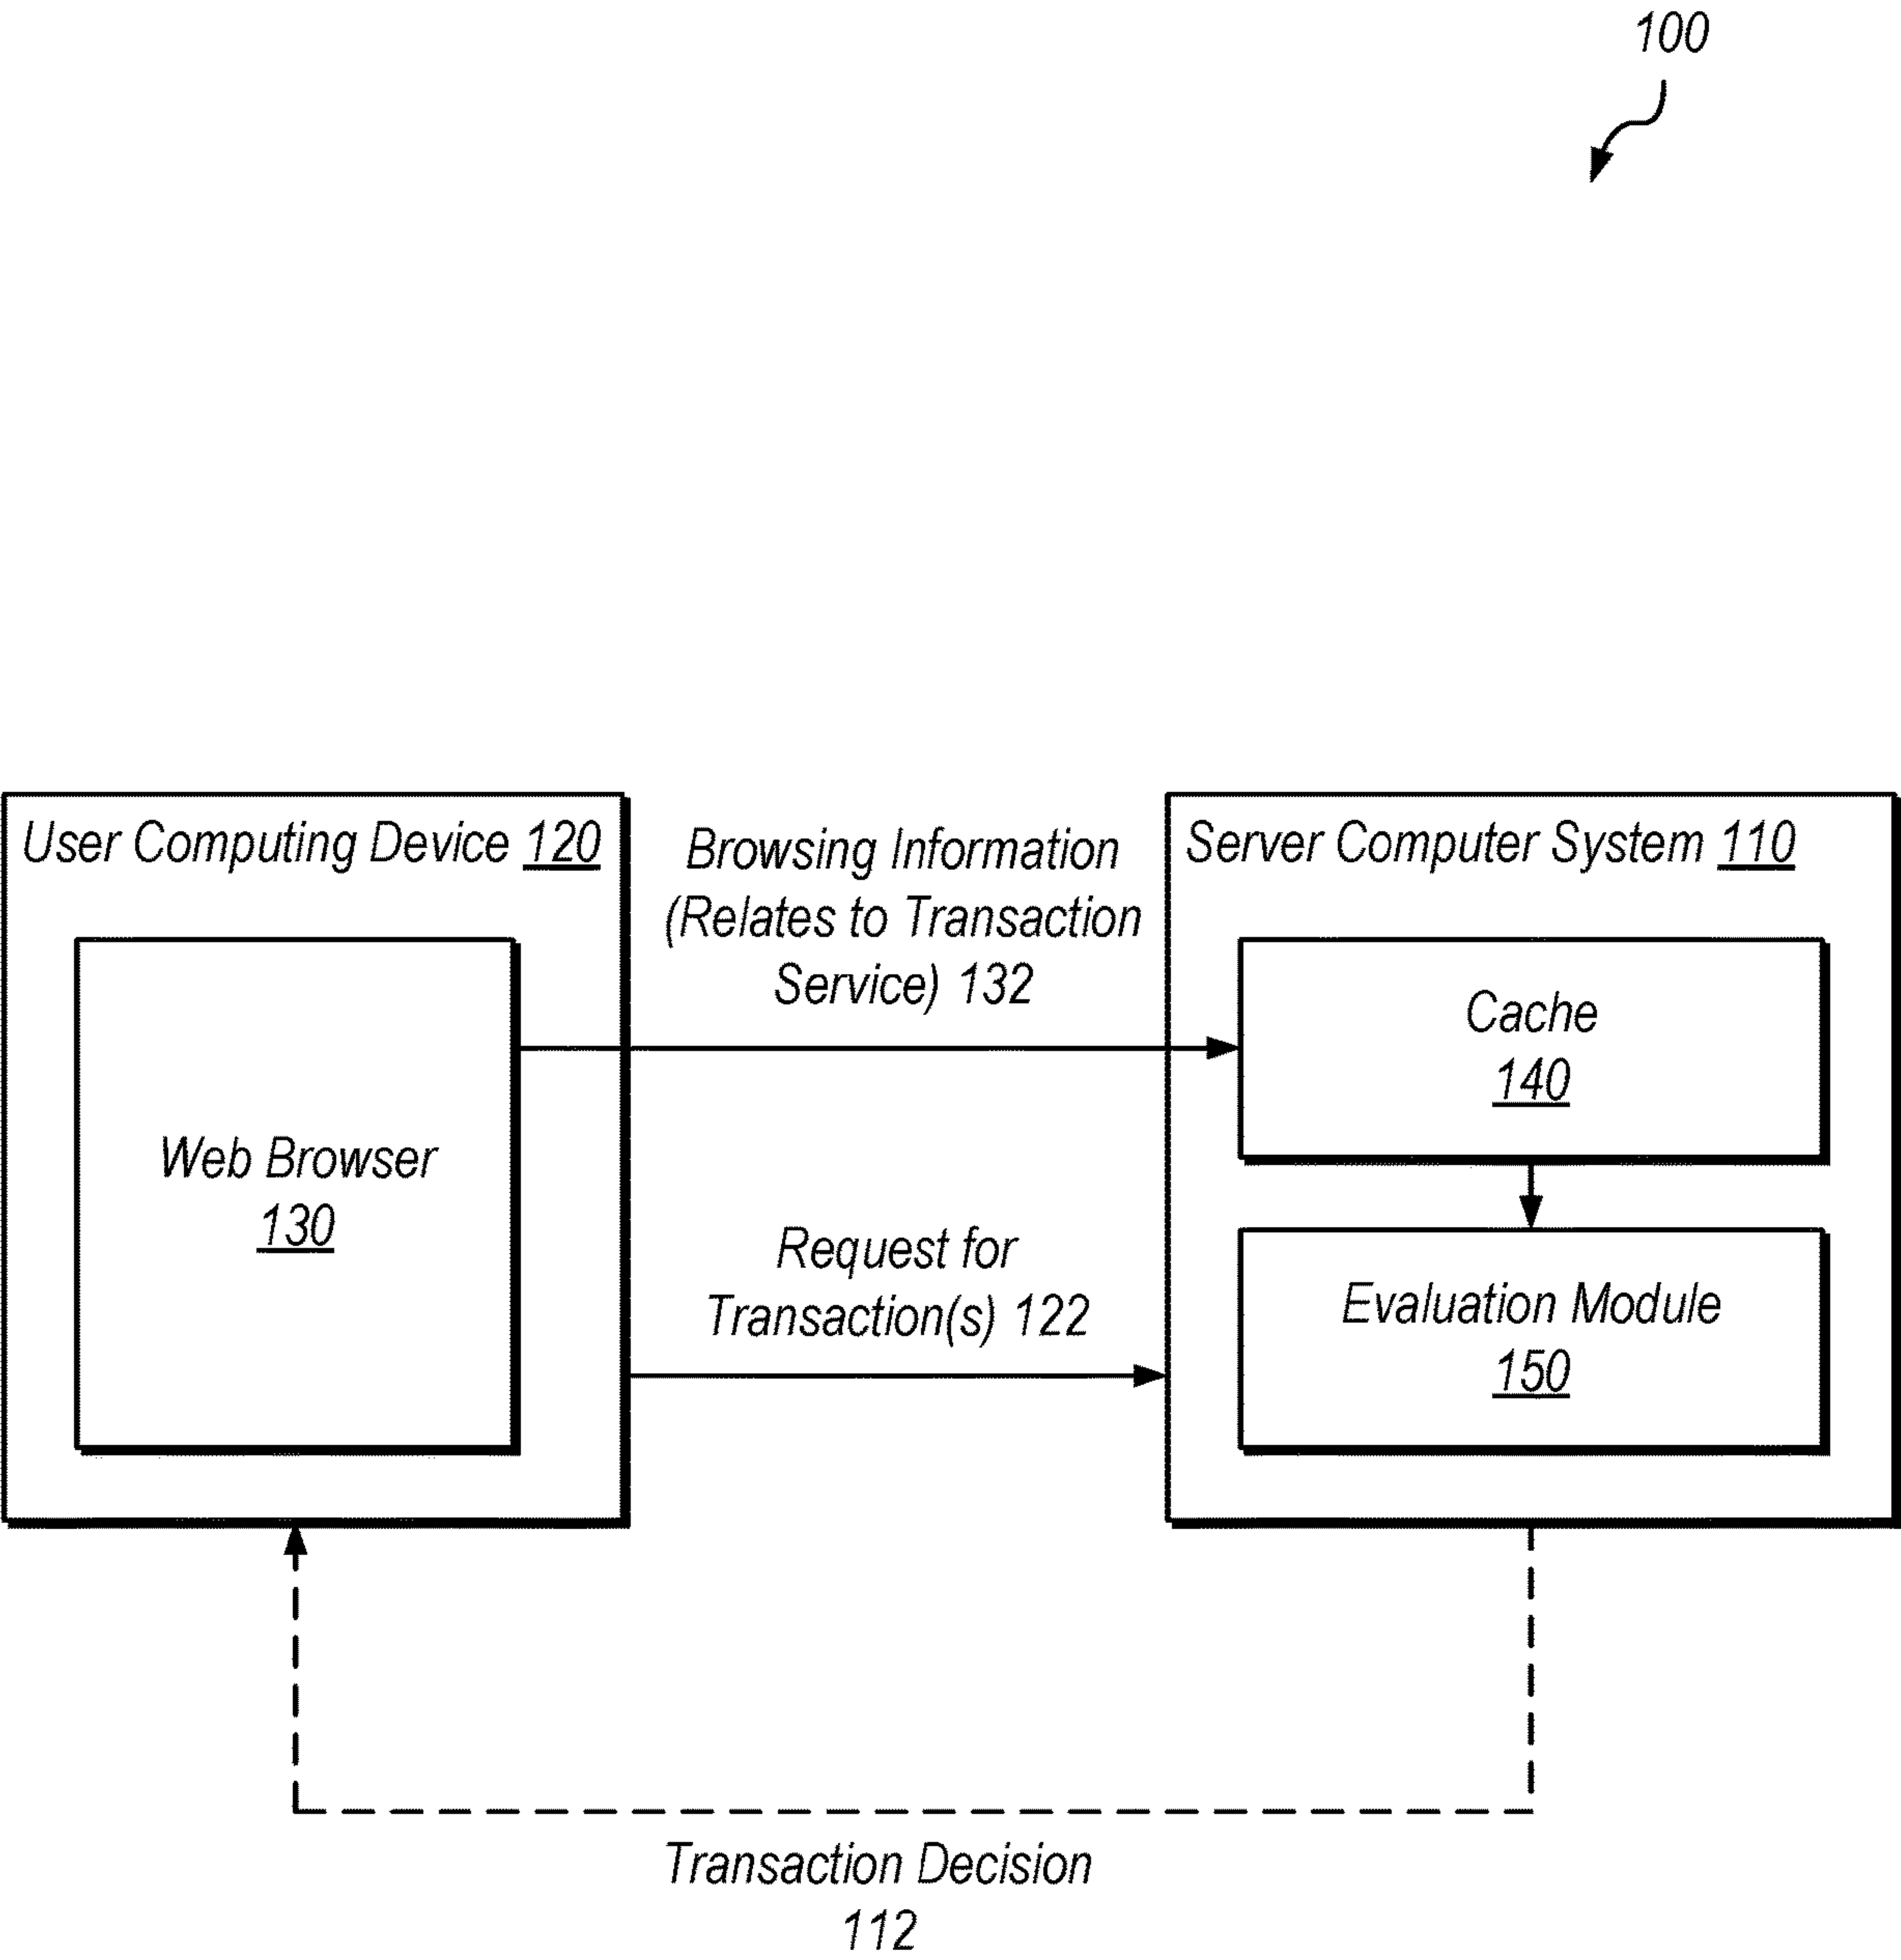 100
User Computing Device 120
Web Browser
130
Browsing Information
(Relates to Transaction
Service) 132
Request for
Transaction(s) 122
Server Computer System 110
Cache
140
Evaluation Module
150
Transaction Decision
112